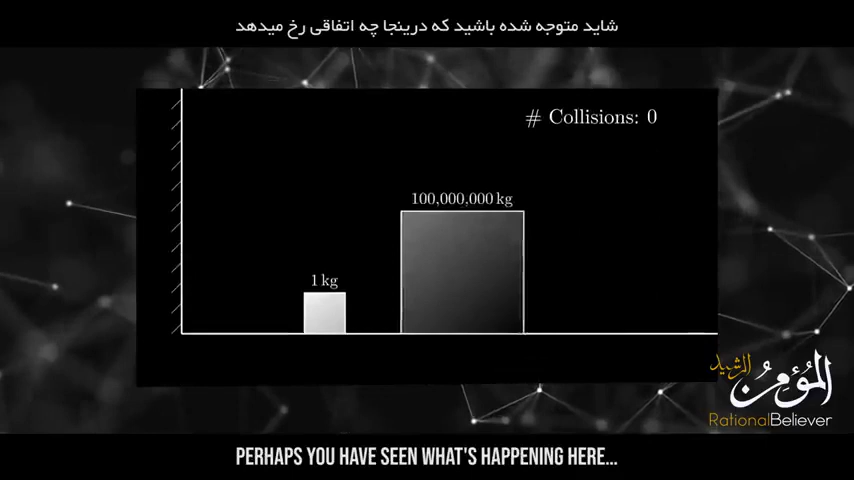 شاید متوجه شده باشید که درینجا چه اتفاقی رخ میدهد
# Collisions: 0
100,000,000 kg
1 kg
المؤمن الرشيد
RationalBeliever
PERHAPS YOU HAVE SEEN WHAT'S HAPPENING HERE...